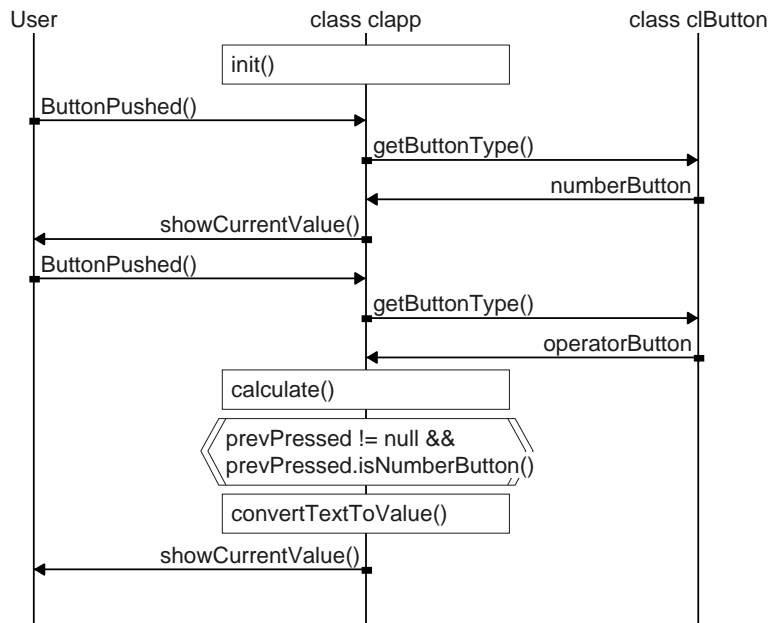 User
class clapp
class clButton
init()
ButtonPushed()
getButtonType()
numberButton
showCurrentValue()
ButtonPushed()
getButtonType()
operatorButton
calculate()
prevPressed != null &&
prevPressed.isNumberButton()
convertTextToValue()
showCurrentValue()